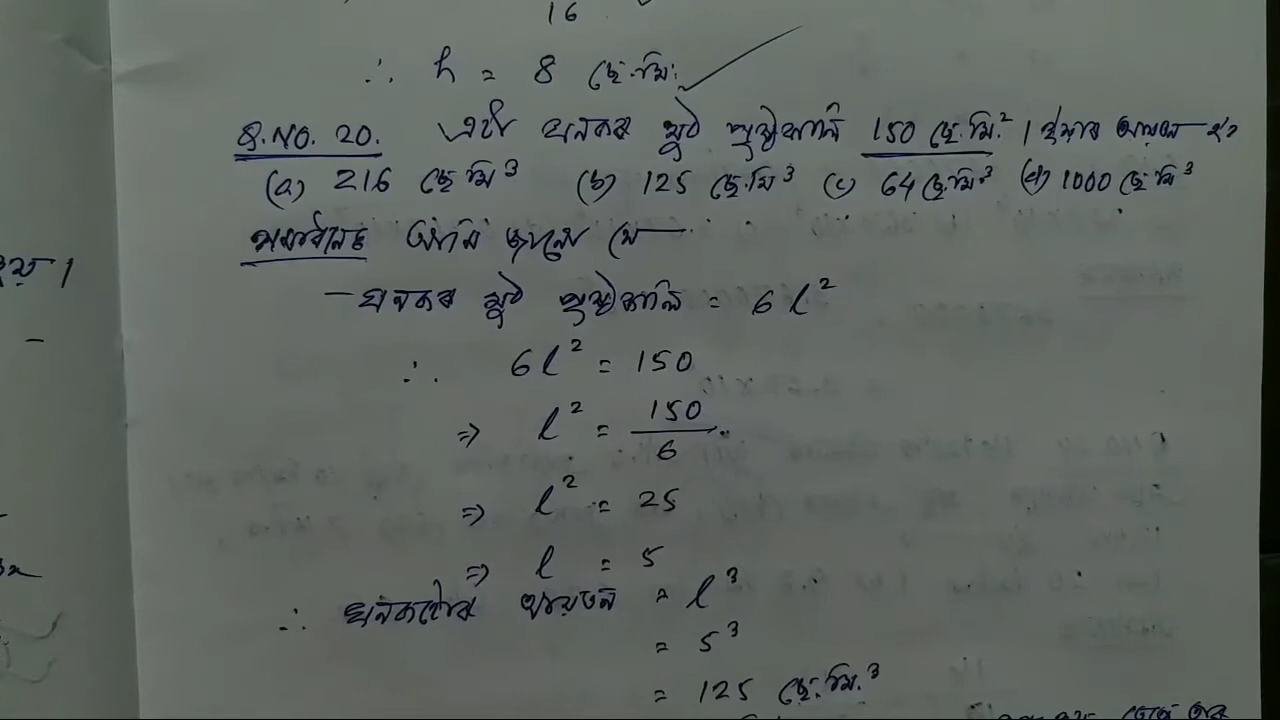 16
∴ h = 8 ছে.মি.
Q.NO. 20. এটা ঘনকৰ মুঠ পৃষ্ঠকালি 150 ছে.মি.² । ইয়াৰ আয়তন হ'ব
(a) 216 ছে মি³ (b) 125 ছে.মি³ (c) 64 ছে.মি.³ (d) 1000 ছে মি³
সমাধানঃ আমি জানো যে—
— ঘনকৰ মুঠ পৃষ্ঠকালি = 6 l²
∴ 6l² = 150
⇒ l² = 150/6
⇒ l² = 25
⇒ l = 5
∴ ঘনকটোৰ আয়তন = l³
= 5³
= 125 ছে.মি.³